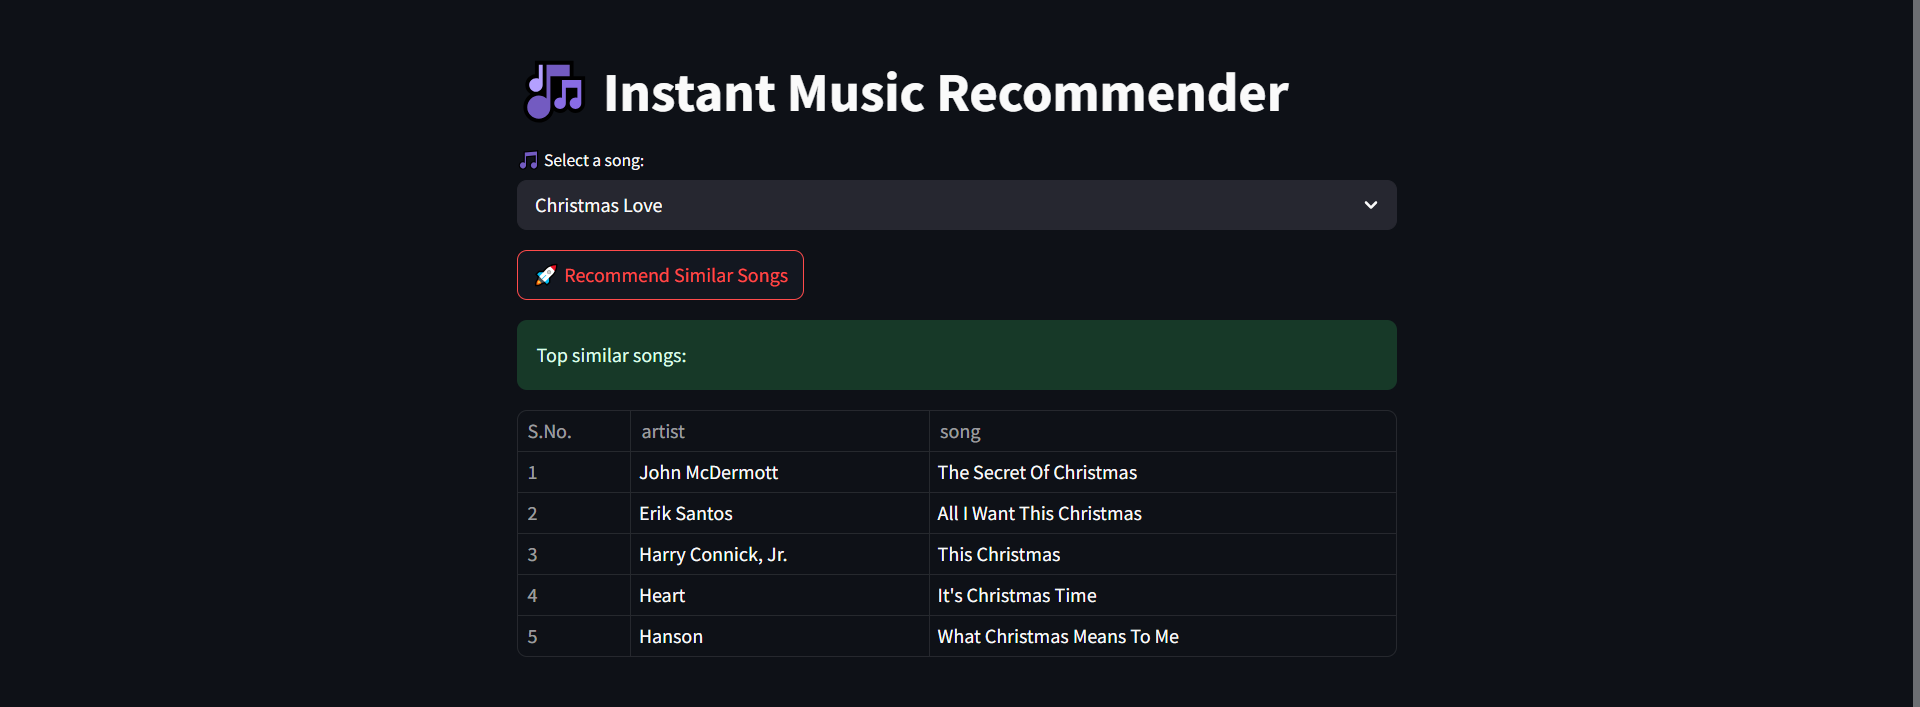 Instant Music Recommender
Select a song:
Christmas Love
Recommend Similar Songs
Top similar songs:
S.No. artist song
1 John McDermott The Secret Of Christmas
2 Erik Santos All I Want This Christmas
3 Harry Connick, Jr. This Christmas
4 Heart It's Christmas Time
5 Hanson What Christmas Means To Me